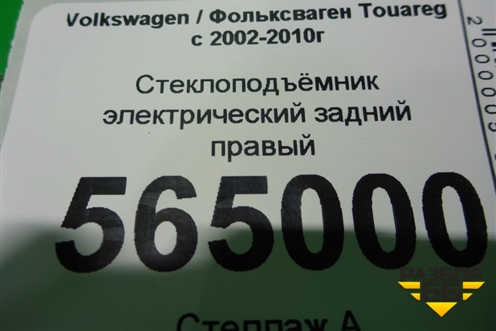 Volkswagen / Фольксваген Touareg
с 2002-2010г
Стеклоподъёмник
электрический задний
правый
565000
Стеллаж А